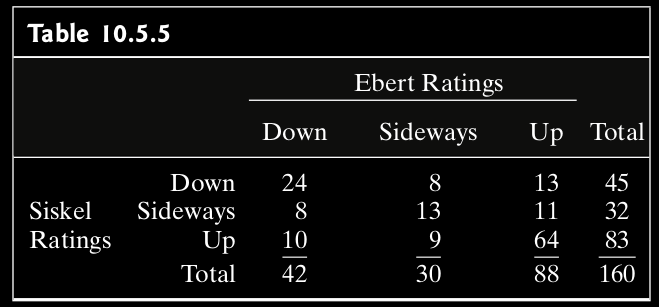 Table 10.5.5
Ebert Ratings
Down Sideways Up Total
Down 24 8 13 45
Siskel Sideways 8 13 11 32
Ratings Up 10 9 64 83
Total 42 30 88 160